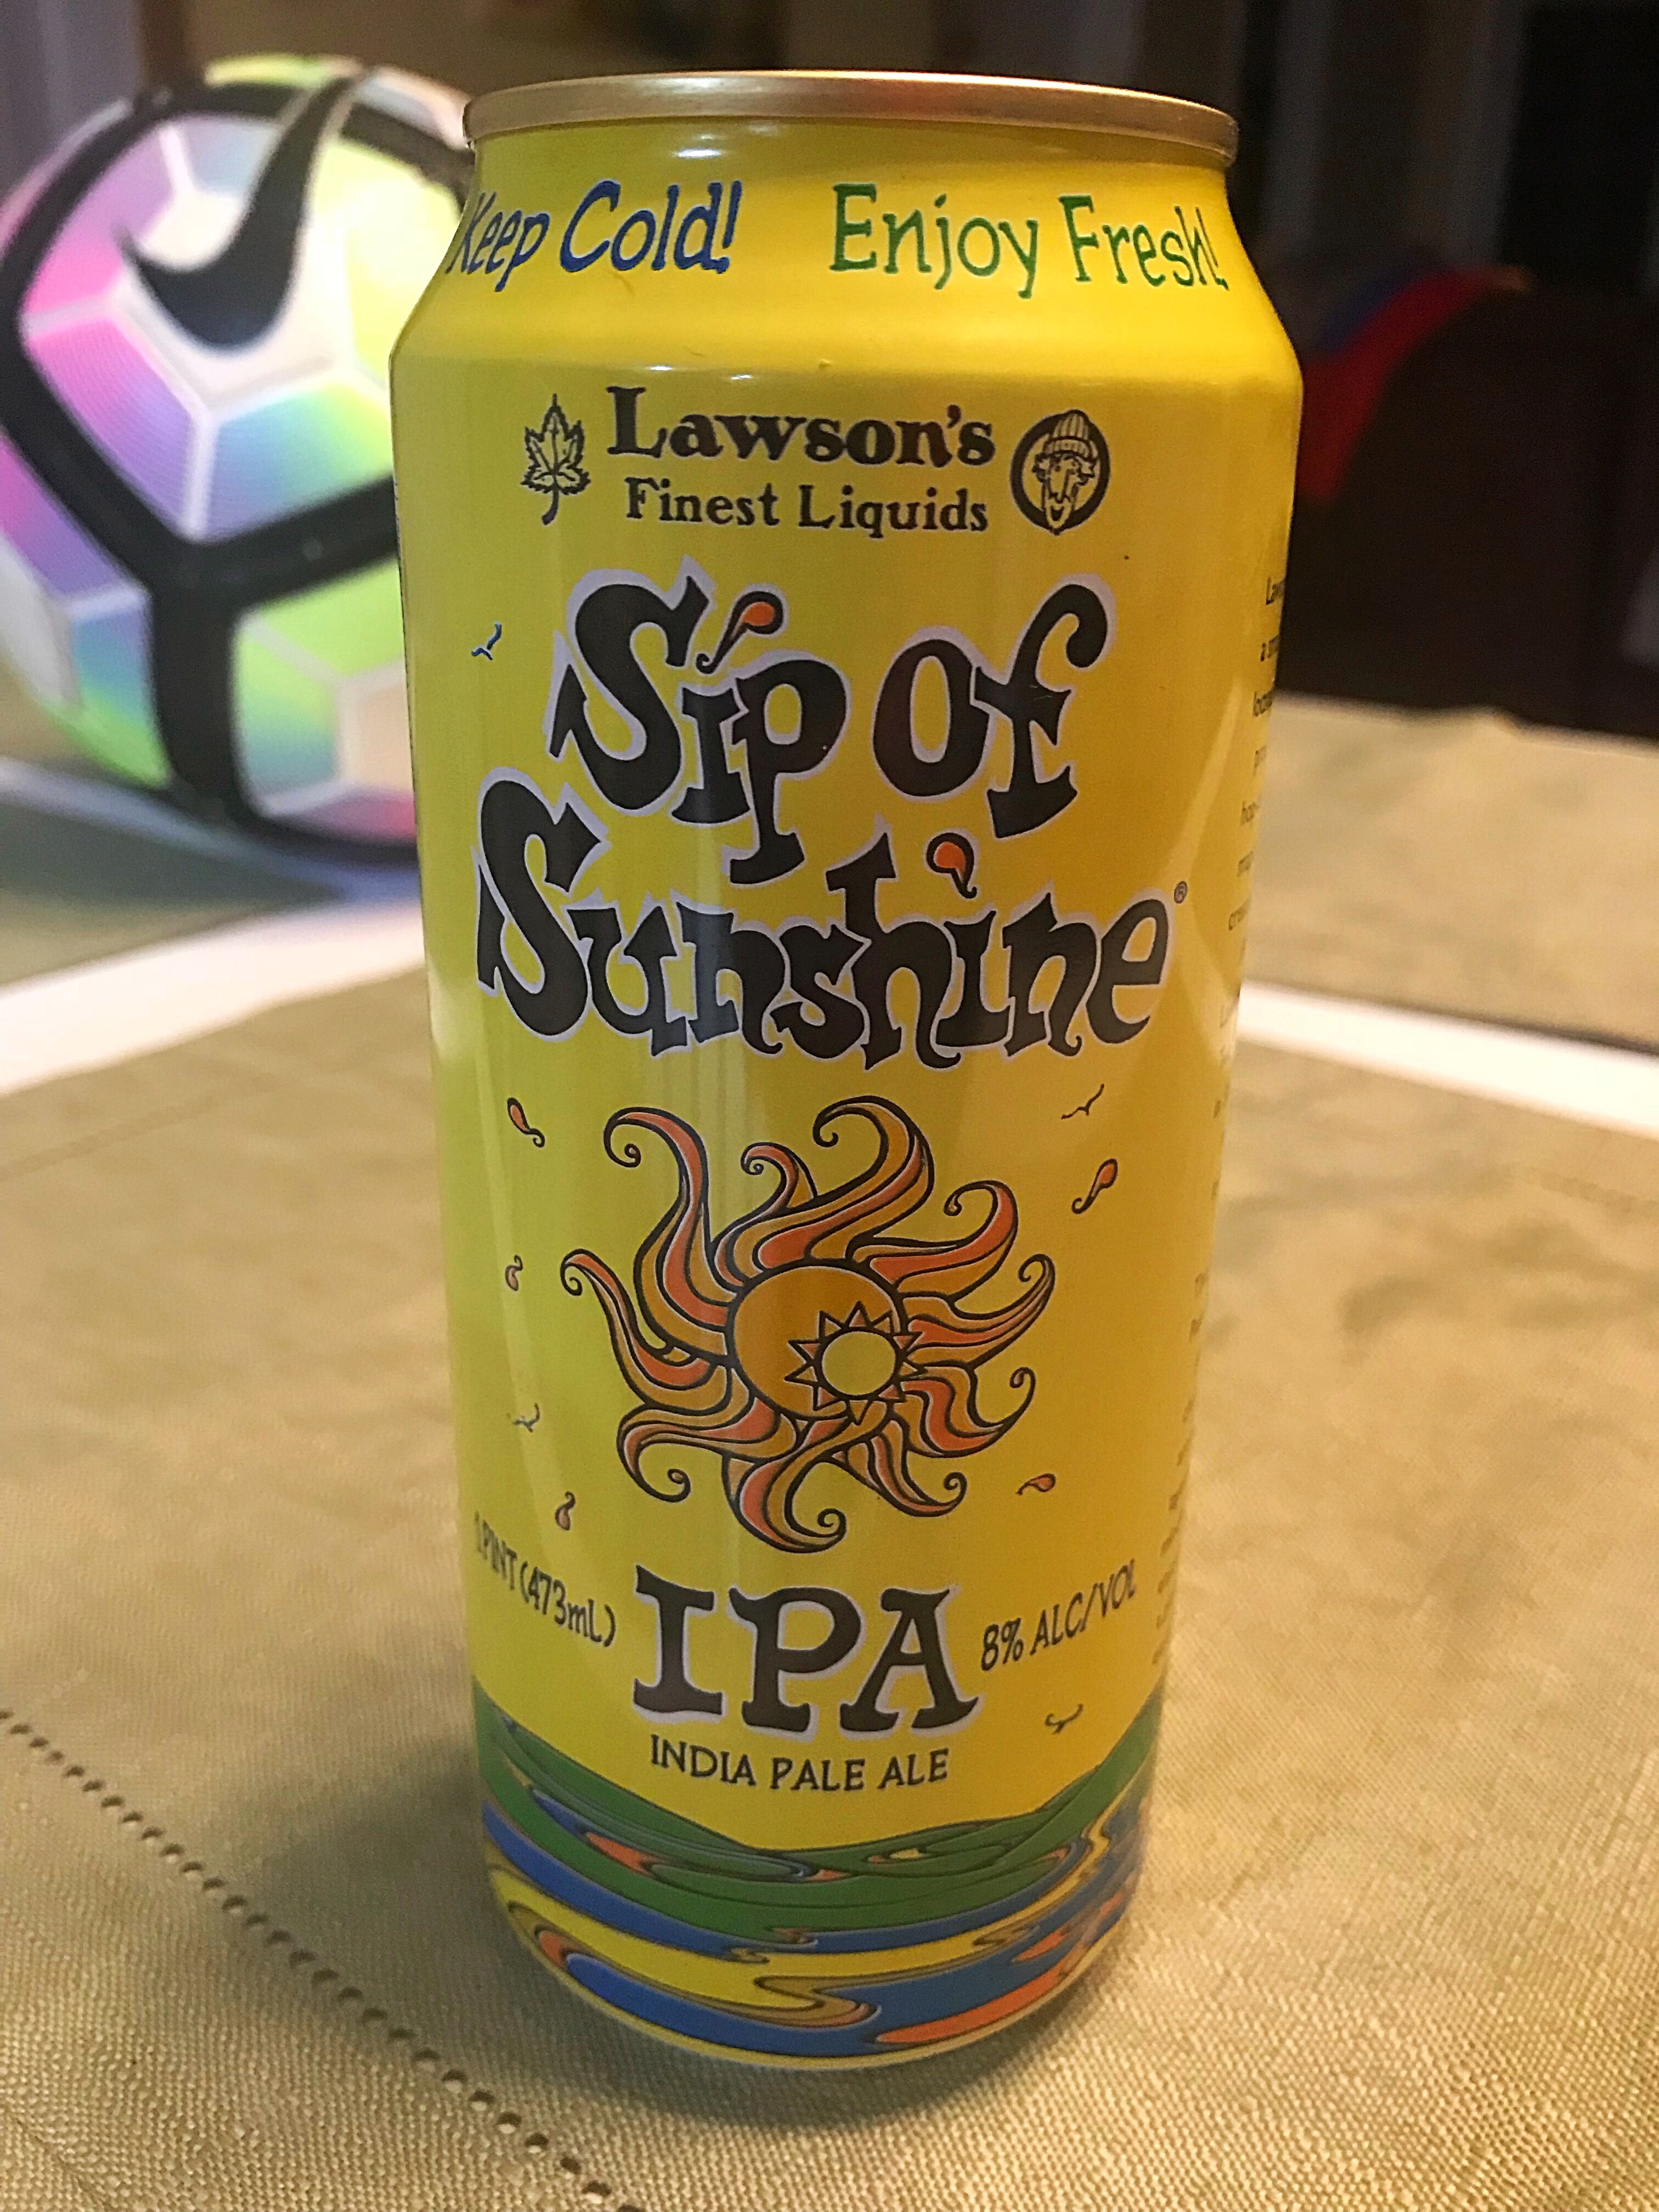 Keep Cold! Enjoy Fresh!
Lawson's
Finest Liquids
Sip of
Sunshine®
1 PINT (473mL)
IPA
8% ALC/VOL
INDIA PALE ALE